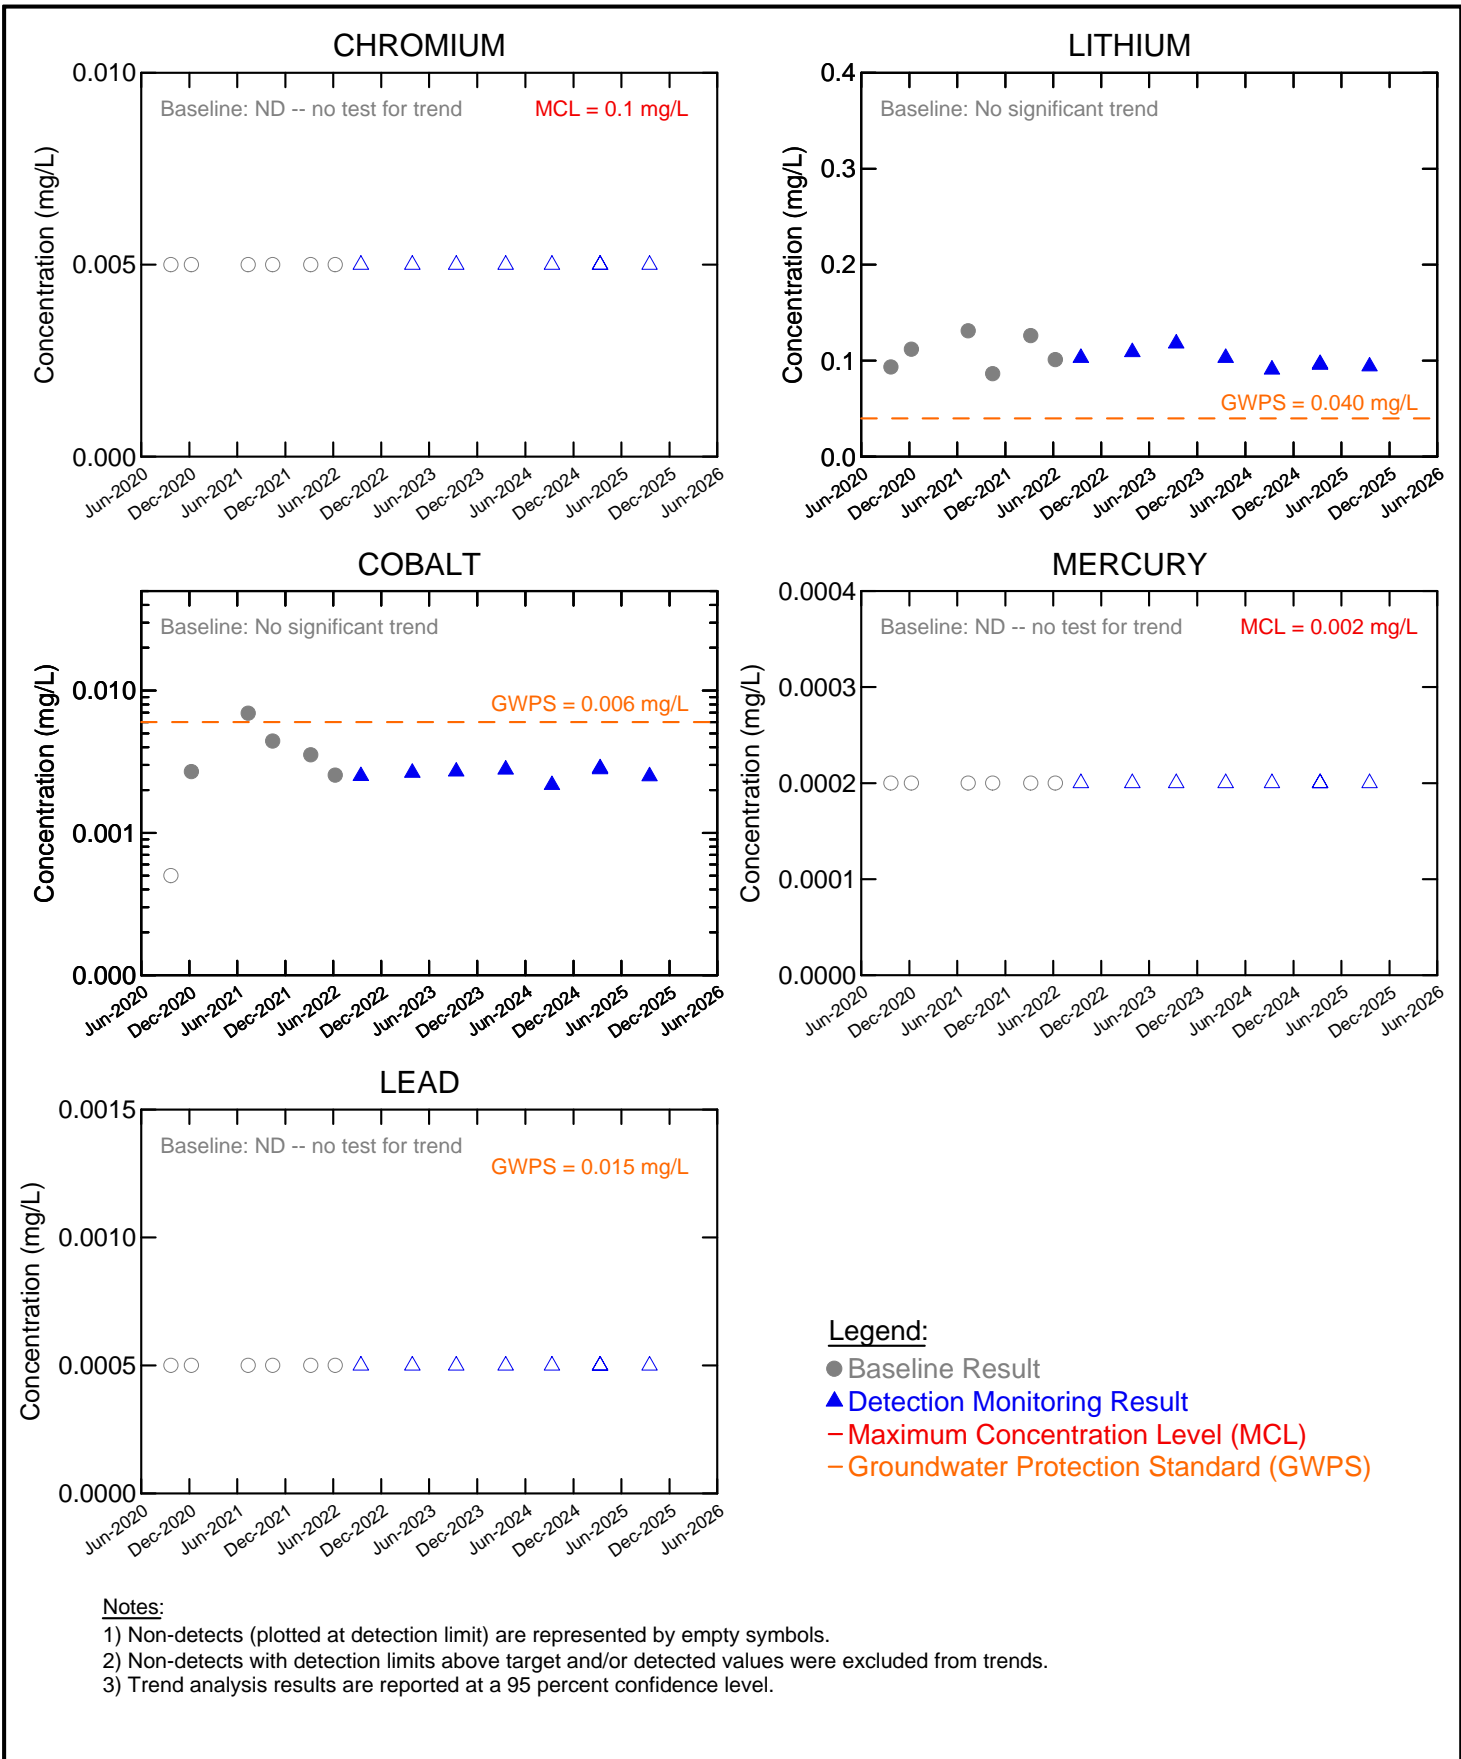 CHROMIUM
0.010
Baseline: ND -- no test for trend
MCL = 0.1 mg/L
Concentration (mg/L)
0.005
0.000
Jun-2020
Dec-2020
Jun-2021
Dec-2021
Jun-2022
Dec-2022
Jun-2023
Dec-2023
Jun-2024
Dec-2024
Jun-2025
Dec-2025
Jun-2026
LITHIUM
0.4
Baseline: No significant trend
0.3
Concentration (mg/L)
0.2
0.1
GWPS = 0.040 mg/L
0.0
Jun-2020
Dec-2020
Jun-2021
Dec-2021
Jun-2022
Dec-2022
Jun-2023
Dec-2023
Jun-2024
Dec-2024
Jun-2025
Dec-2025
Jun-2026
COBALT
Baseline: No significant trend
0.010
GWPS = 0.006 mg/L
Concentration (mg/L)
0.001
0.000
Jun-2020
Dec-2020
Jun-2021
Dec-2021
Jun-2022
Dec-2022
Jun-2023
Dec-2023
Jun-2024
Dec-2024
Jun-2025
Dec-2025
Jun-2026
MERCURY
0.0004
Baseline: ND -- no test for trend
MCL = 0.002 mg/L
0.0003
Concentration (mg/L)
0.0002
0.0001
0.0000
Jun-2020
Dec-2020
Jun-2021
Dec-2021
Jun-2022
Dec-2022
Jun-2023
Dec-2023
Jun-2024
Dec-2024
Jun-2025
Dec-2025
Jun-2026
LEAD
0.0015
Baseline: ND -- no test for trend
GWPS = 0.015 mg/L
0.0010
Concentration (mg/L)
0.0005
0.0000
Jun-2020
Dec-2020
Jun-2021
Dec-2021
Jun-2022
Dec-2022
Jun-2023
Dec-2023
Jun-2024
Dec-2024
Jun-2025
Dec-2025
Jun-2026
Legend:
Baseline Result
Detection Monitoring Result
Maximum Concentration Level (MCL)
Groundwater Protection Standard (GWPS)
Notes:
1) Non-detects (plotted at detection limit) are represented by empty symbols.
2) Non-detects with detection limits above target and/or detected values were excluded from trends.
3) Trend analysis results are reported at a 95 percent confidence level.